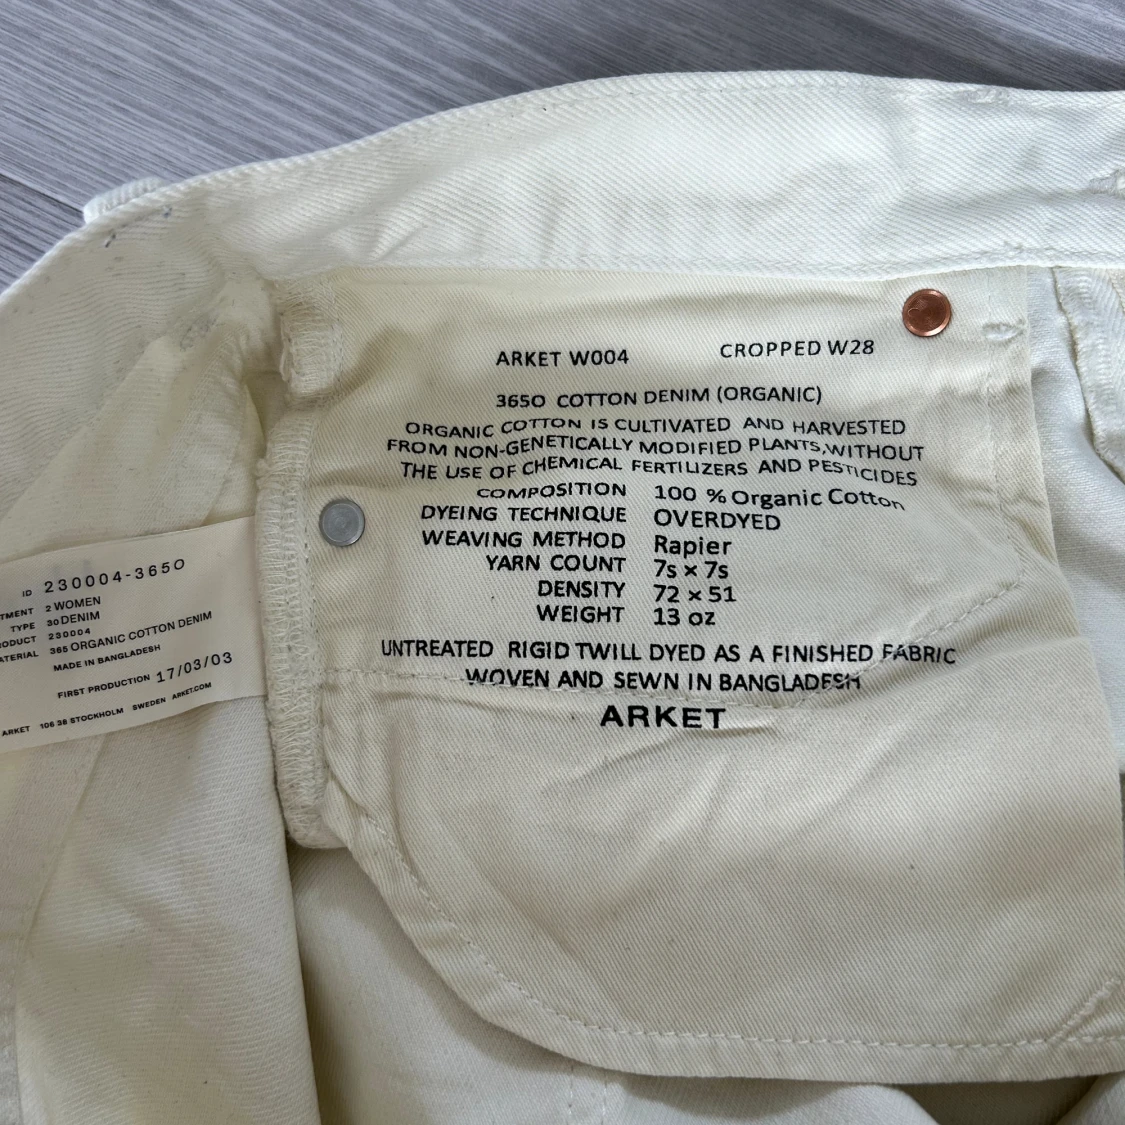 ARKET W004 CROPPED W28
3650 COTTON DENIM (ORGANIC)
ORGANIC COTTON IS CULTIVATED AND HARVESTED
FROM NON-GENETICALLY MODIFIED PLANTS, WITHOUT
THE USE OF CHEMICAL FERTILIZERS AND PESTICIDES
COMPOSITION 100 % Organic Cotton
DYEING TECHNIQUE OVERDYED
WEAVING METHOD Rapier
YARN COUNT 7s × 7s
DENSITY 72 × 51
WEIGHT 13 oz
UNTREATED RIGID TWILL DYED AS A FINISHED FABRIC
WOVEN AND SEWN IN BANGLADESH
ARKET
ID 230004-3650
TMENT 2 WOMEN
TYPE 30 DENIM
ODUCT 230004
ATERIAL 365 ORGANIC COTTON DENIM
MADE IN BANGLADESH
FIRST PRODUCTION 17/03/03
ARKET 106 38 STOCKHOLM SWEDEN ARKET.COM